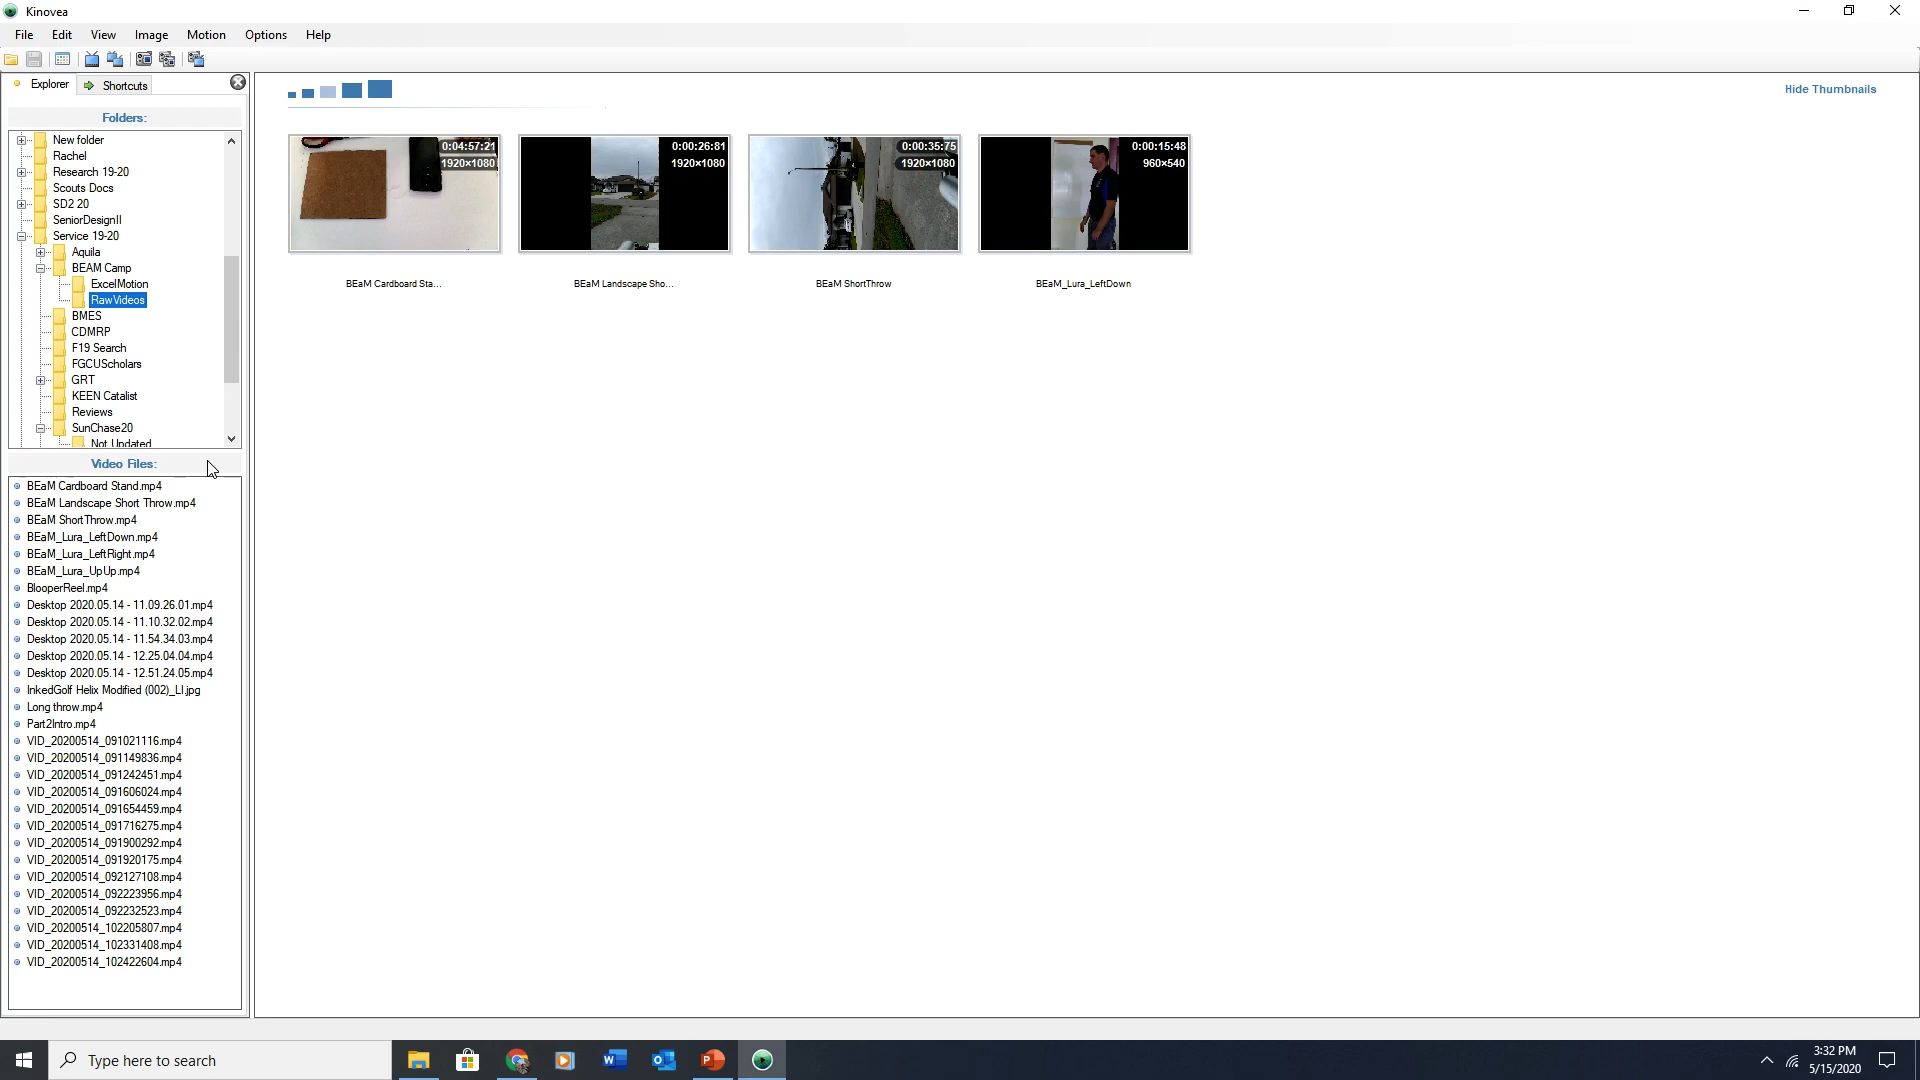 Kinovea
File Edit View Image Motion Options Help
Explorer Shortcuts
Hide Thumbnails
Folders:
New folder
Rachel
Research 19-20
Scouts Docs
SD2 20
SeniorDesignII
Service 19-20
Aquila
BEAM Camp
ExcelMotion
RawVideos
BMES
CDMRP
F19 Search
FGCUScholars
GRT
KEEN Catalist
Reviews
SunChase20
Not Updated
Video Files:
BEaM Cardboard Stand.mp4
BEaM Landscape Short Throw.mp4
BEaM ShortThrow.mp4
BEaM_Lura_LeftDown.mp4
BEaM_Lura_LeftRight.mp4
BEaM_Lura_UpUp.mp4
BlooperReel.mp4
Desktop 2020.05.14 - 11.09.26.01.mp4
Desktop 2020.05.14 - 11.10.32.02.mp4
Desktop 2020.05.14 - 11.54.34.03.mp4
Desktop 2020.05.14 - 12.25.04.04.mp4
Desktop 2020.05.14 - 12.51.24.05.mp4
InkedGolf Helix Modified (002)_LI.jpg
Long throw.mp4
Part2Intro.mp4
VID_20200514_091021116.mp4
VID_20200514_091149836.mp4
VID_20200514_091242451.mp4
VID_20200514_091606024.mp4
VID_20200514_091654459.mp4
VID_20200514_091716275.mp4
VID_20200514_091900292.mp4
VID_20200514_091920175.mp4
VID_20200514_092127108.mp4
VID_20200514_092223956.mp4
VID_20200514_092232523.mp4
VID_20200514_102205807.mp4
VID_20200514_102331408.mp4
VID_20200514_102422604.mp4
0:04:57:21
1920×1080
BEaM Cardboard Sta...
0:00:26:81
1920×1080
BEaM Landscape Sho...
0:00:35:75
1920×1080
BEaM ShortThrow
0:00:15:48
960×540
BEaM_Lura_LeftDown
Type here to search
3:32 PM
5/15/2020